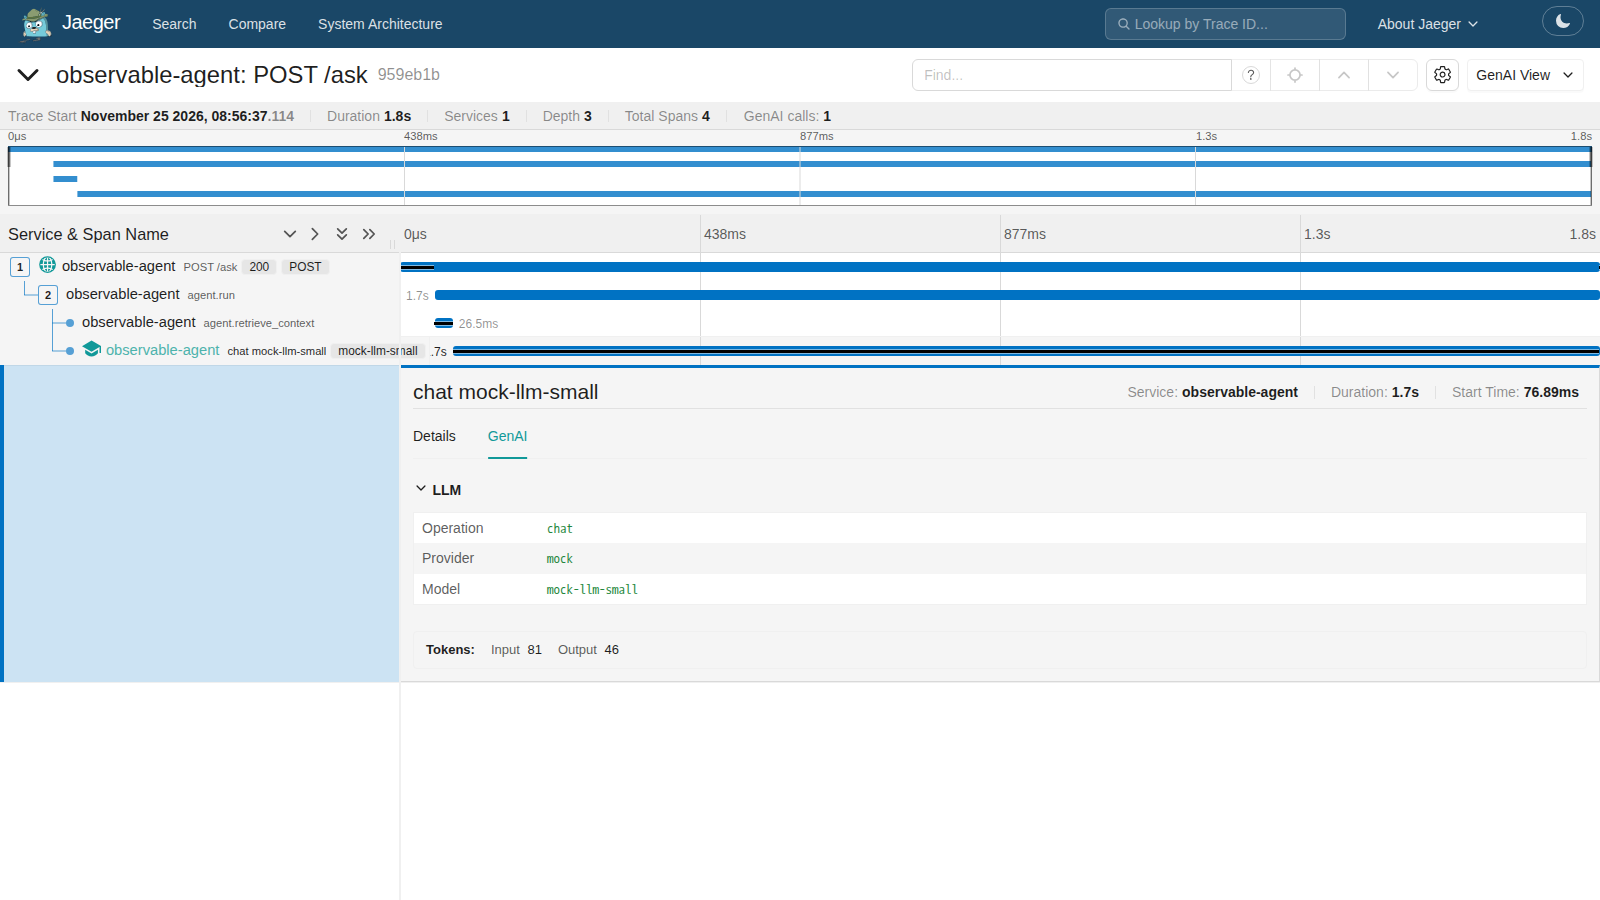 Jaeger Search Compare System Architecture Lookup by Trace ID... About Jaeger
observable-agent: POST /ask 959eb1b Find... ? GenAI View
Trace Start November 25 2026, 08:56:37.114 Duration 1.8s Services 1 Depth 3 Total Spans 4 GenAI calls: 1
0μs 438ms 877ms 1.3s 1.8s
Service & Span Name 0μs 438ms 877ms 1.3s 1.8s
1 observable-agent POST /ask 200 POST
2 observable-agent agent.run 1.7s
observable-agent agent.retrieve_context 26.5ms
observable-agent chat mock-llm-small mock-llm-small .7s
chat mock-llm-small Service: observable-agent Duration: 1.7s Start Time: 76.89ms
Details GenAI
LLM
Operation chat
Provider mock
Model mock-llm-small
Tokens: Input 81 Output 46